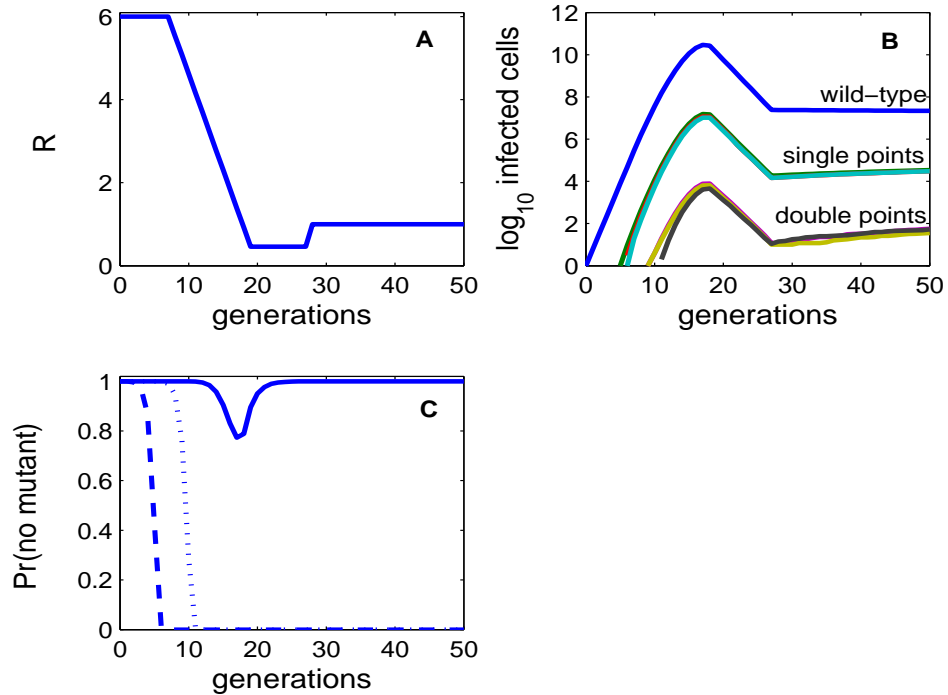 A
R
6
4
2
0
0 10 20 30 40 50
generations
B
log10 infected cells
12
10
8
6
4
2
0
wild-type
single points
double points
0 10 20 30 40 50
generations
C
Pr(no mutant)
1
0.8
0.6
0.4
0.2
0
0 10 20 30 40 50
generations